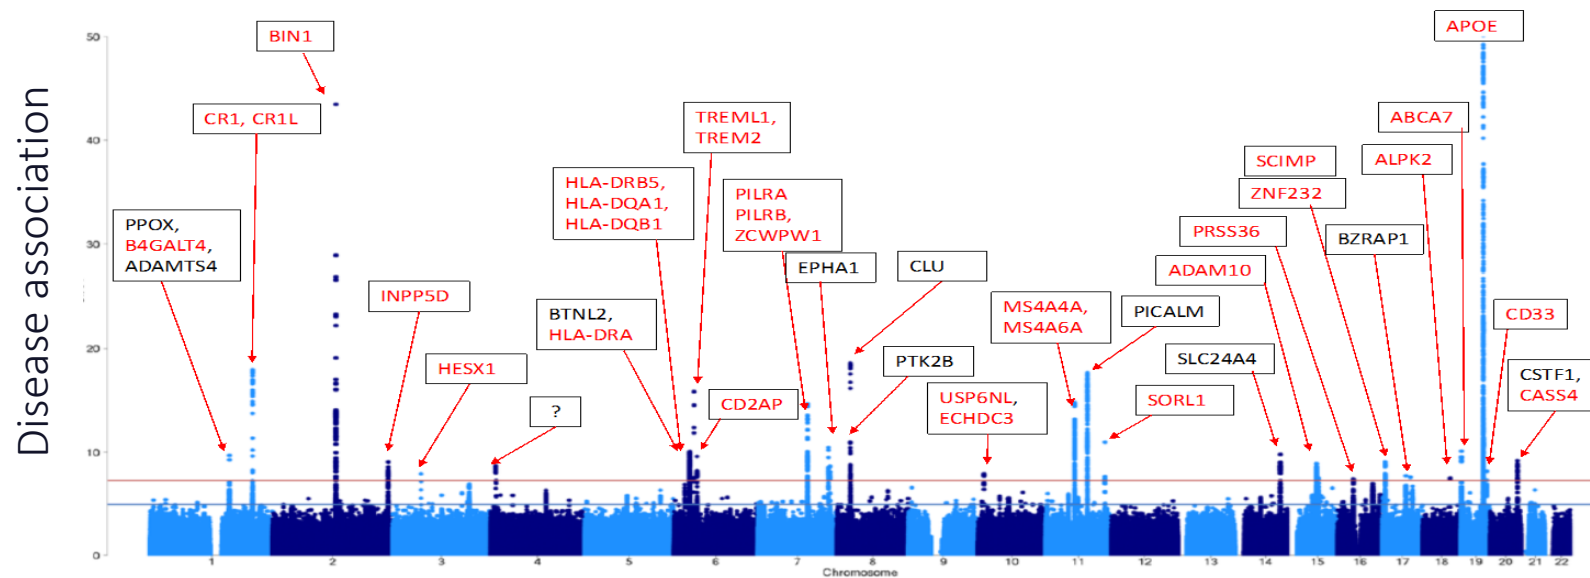 Disease association
50
40
30
20
10
0
BIN1
CR1, CR1L
PPOX,
B4GALT4,
ADAMTS4
INPP5D
HESX1
?
BTNL2,
HLA-DRA
HLA-DRB5,
HLA-DQA1,
HLA-DQB1
TREML1,
TREM2
CD2AP
PILRA
PILRB,
ZCWPW1
EPHA1
CLU
PTK2B
USP6NL,
ECHDC3
MS4A4A,
MS4A6A
PICALM
SORL1
SLC24A4
ADAM10
PRSS36
SCIMP
ZNF232
BZRAP1
ALPK2
ABCA7
APOE
CD33
CSTF1,
CASS4
1 2 3 4 5 6 7 8 9 10 11 12 13 14 15 16 17 18 19 20 21 22
Chromosome